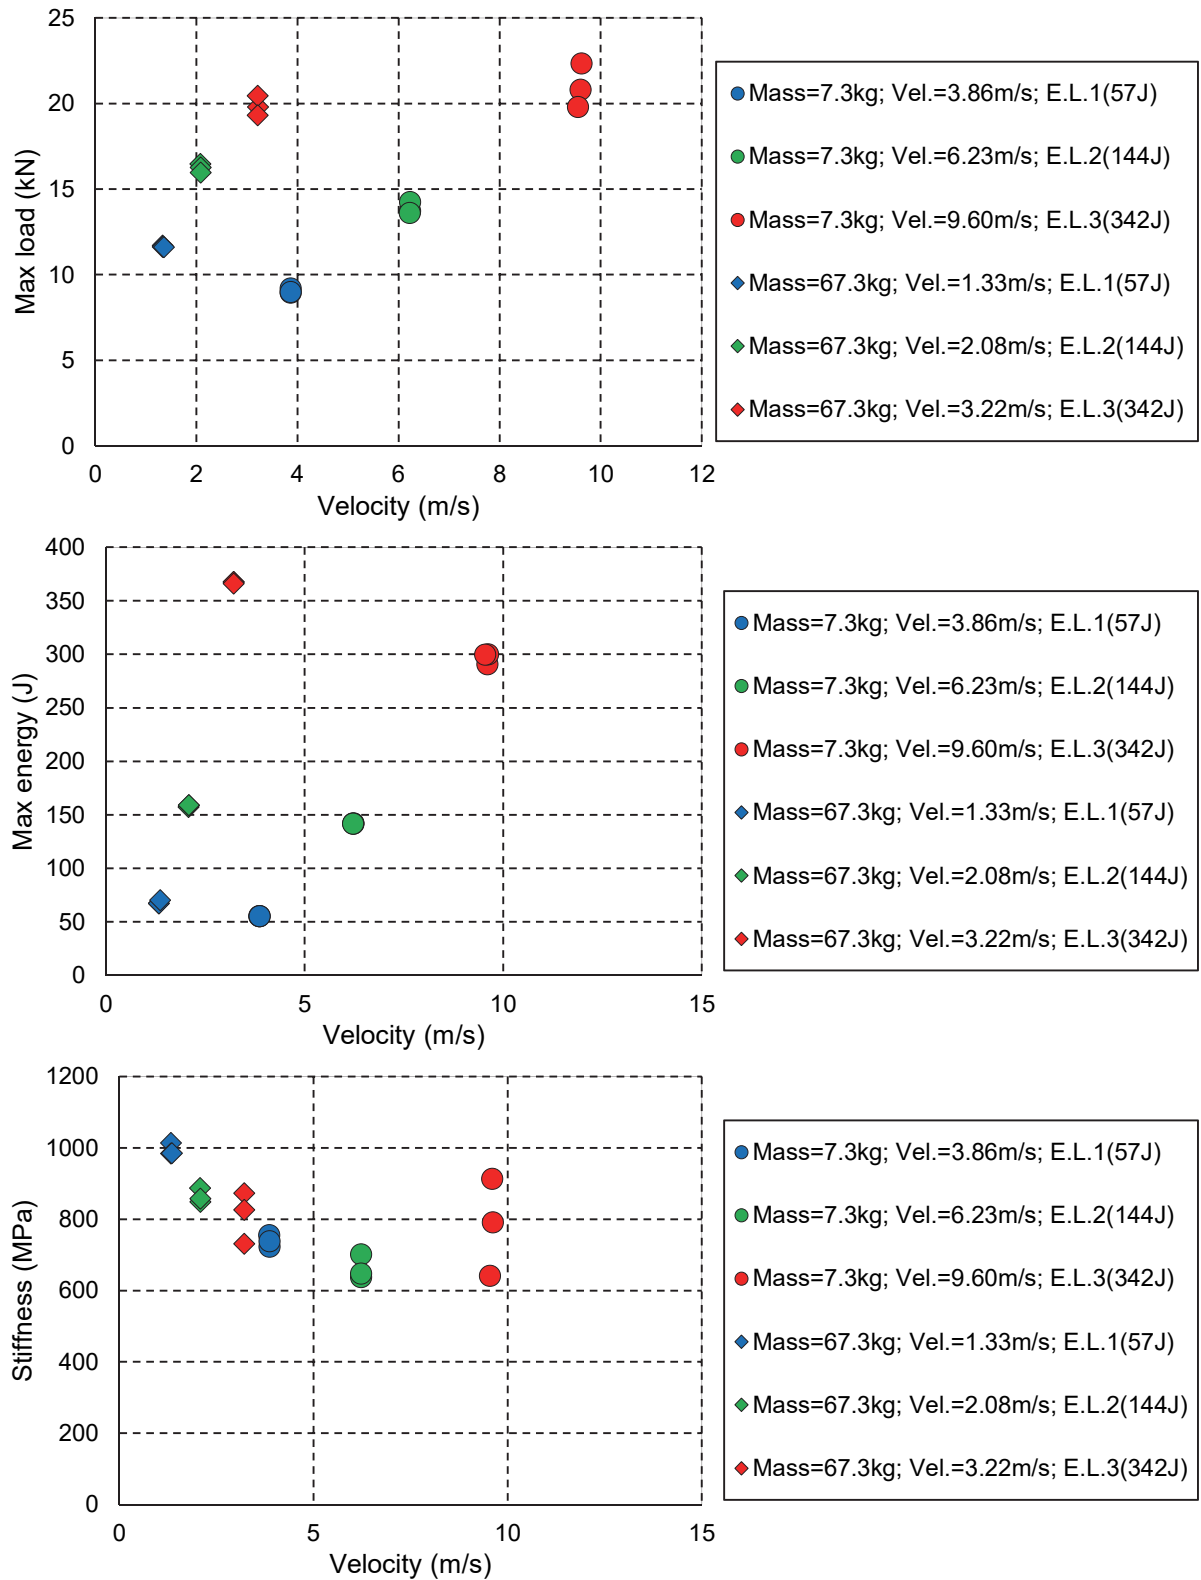 25
20
15
10
5
0
Max load (kN)
0 2 4 6 8 10 12
Velocity (m/s)
Mass=7.3kg; Vel.=3.86m/s; E.L.1(57J)
Mass=7.3kg; Vel.=6.23m/s; E.L.2(144J)
Mass=7.3kg; Vel.=9.60m/s; E.L.3(342J)
Mass=67.3kg; Vel.=1.33m/s; E.L.1(57J)
Mass=67.3kg; Vel.=2.08m/s; E.L.2(144J)
Mass=67.3kg; Vel.=3.22m/s; E.L.3(342J)
400
350
300
250
200
150
100
50
0
Max energy (J)
0 5 10 15
Velocity (m/s)
Mass=7.3kg; Vel.=3.86m/s; E.L.1(57J)
Mass=7.3kg; Vel.=6.23m/s; E.L.2(144J)
Mass=7.3kg; Vel.=9.60m/s; E.L.3(342J)
Mass=67.3kg; Vel.=1.33m/s; E.L.1(57J)
Mass=67.3kg; Vel.=2.08m/s; E.L.2(144J)
Mass=67.3kg; Vel.=3.22m/s; E.L.3(342J)
1200
1000
800
600
400
200
0
Stiffness (MPa)
0 5 10 15
Velocity (m/s)
Mass=7.3kg; Vel.=3.86m/s; E.L.1(57J)
Mass=7.3kg; Vel.=6.23m/s; E.L.2(144J)
Mass=7.3kg; Vel.=9.60m/s; E.L.3(342J)
Mass=67.3kg; Vel.=1.33m/s; E.L.1(57J)
Mass=67.3kg; Vel.=2.08m/s; E.L.2(144J)
Mass=67.3kg; Vel.=3.22m/s; E.L.3(342J)